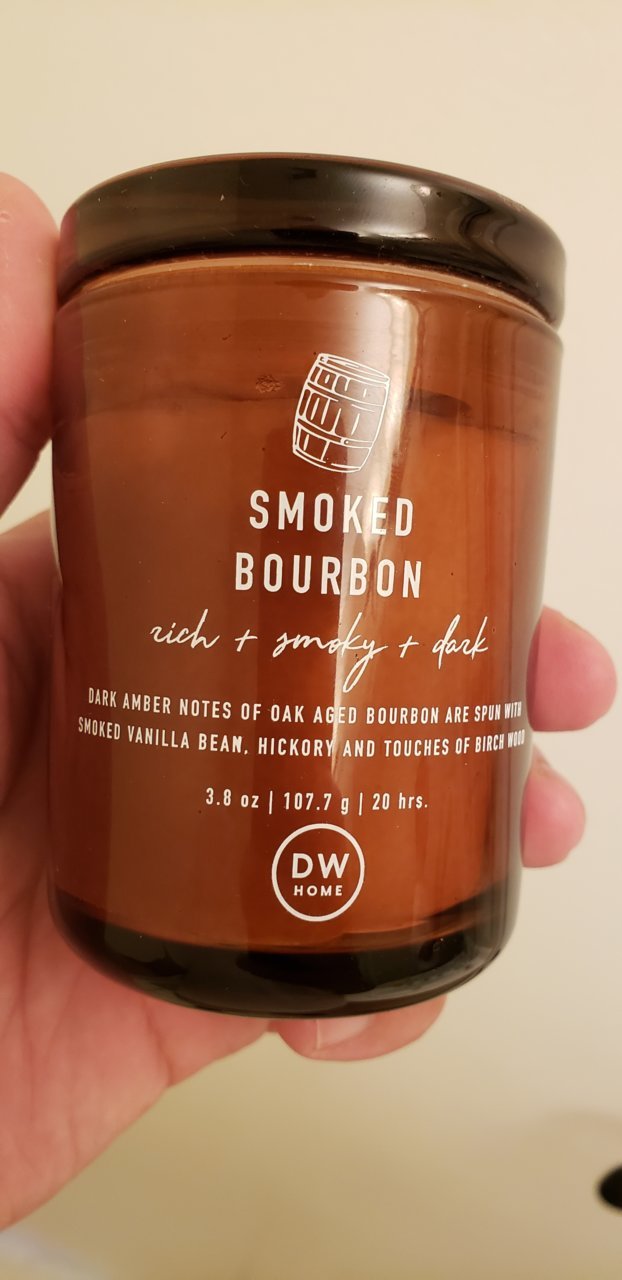 SMOKED
BOURBON
rich + smoky + dark
DARK AMBER NOTES OF OAK AGED BOURBON ARE SPUN WITH
SMOKED VANILLA BEAN, HICKORY AND TOUCHES OF BIRCH WOOD
3.8 oz | 107.7 g | 20 hrs.
DW
HOME